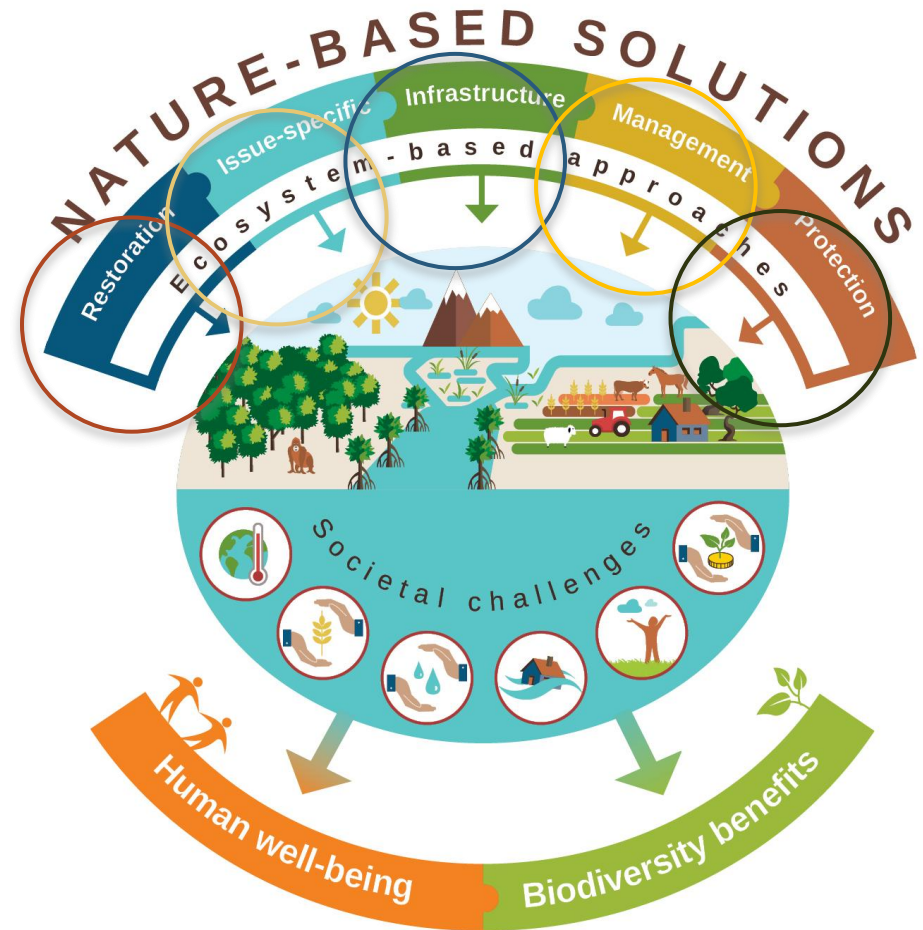 NATURE-BASED SOLUTIONS
Restoration
Issue-specific
Infrastructure
Management
Protection
Ecosystem-based approaches
Societal challenges
Human well-being
Biodiversity benefits